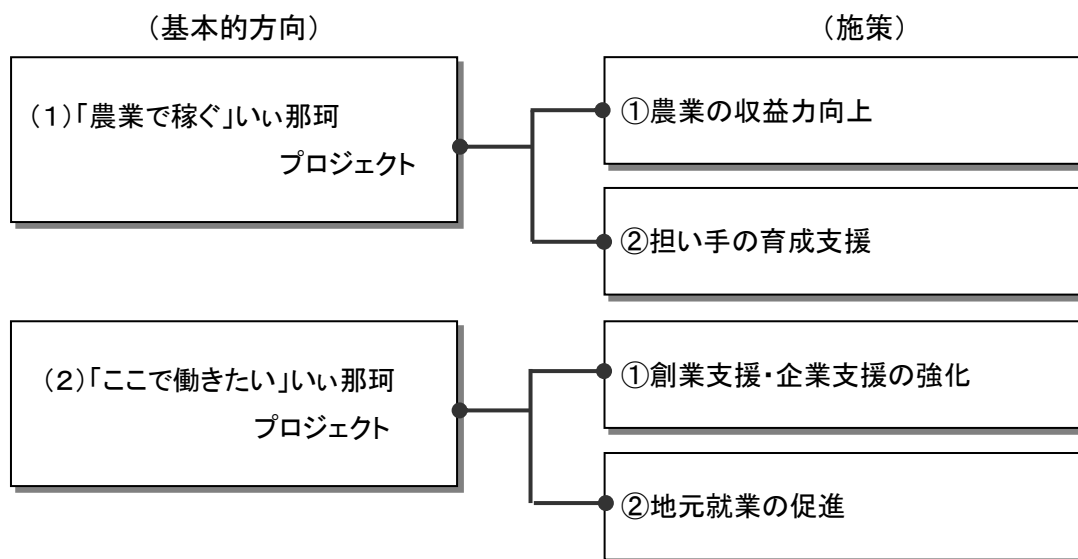 （基本的方向）
（施策）
（１）「農業で稼ぐ」いぃ那珂
プロジェクト
①農業の収益力向上
②担い手の育成支援
（２）「ここで働きたい」いぃ那珂
プロジェクト
①創業支援・企業支援の強化
②地元就業の促進